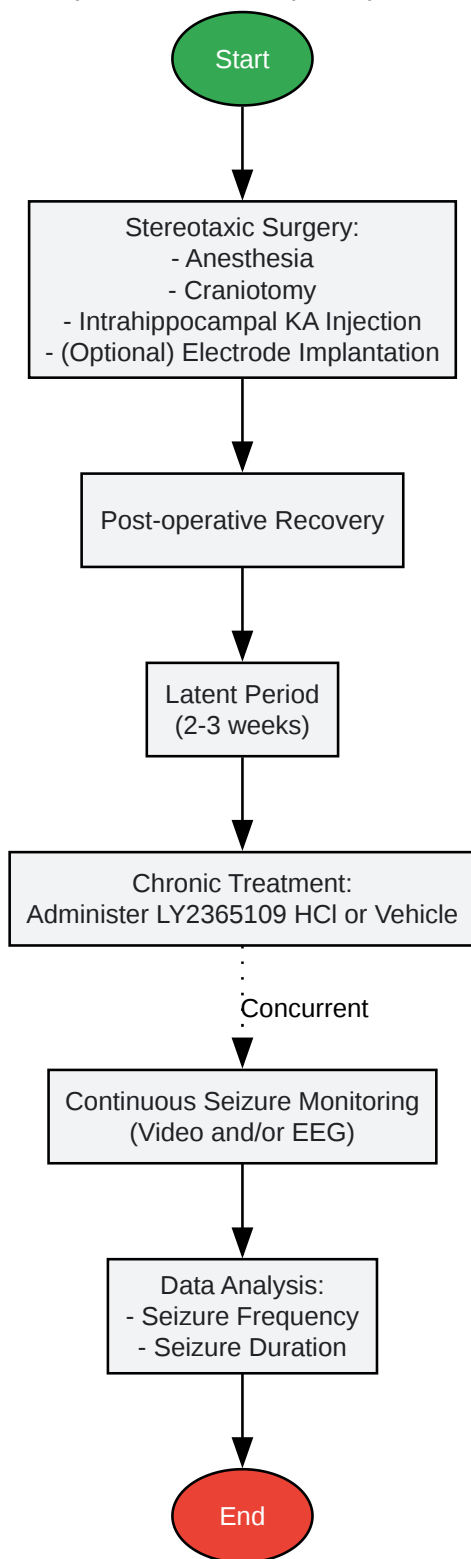 Start
Stereotaxic Surgery:
- Anesthesia
- Craniotomy
- Intrahippocampal KA Injection
- (Optional) Electrode Implantation
Post-operative Recovery
Latent Period
(2-3 weeks)
Chronic Treatment:
Administer LY2365109 HCl or Vehicle
Concurrent
Continuous Seizure Monitoring
(Video and/or EEG)
Data Analysis:
- Seizure Frequency
- Seizure Duration
End